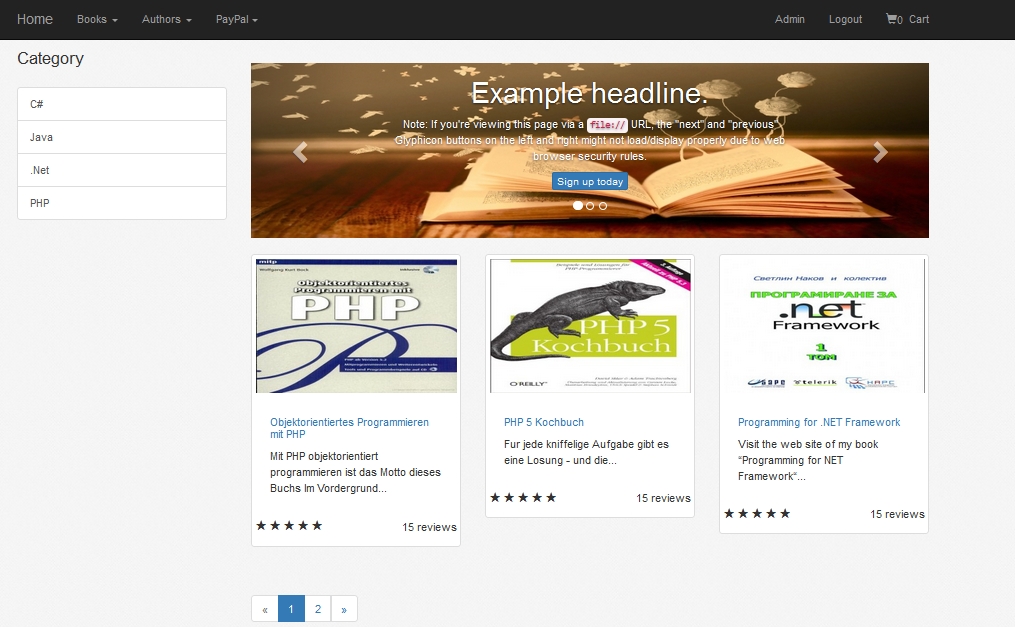 Home Books Authors PayPal Admin Logout 0 Cart
Category
C#
Java
.Net
PHP
Example headline.
Note: If you're viewing this page via a file:// URL, the "next" and "previous"
Glyphicon buttons on the left and right might not load/display properly due to web
browser security rules.
Sign up today
mitp
Wolfgang Kurt Bock
Objektorientiertes
Programmieren mit
PHP
PHP 5
Kochbuch
O'REILLY
Светлин Наков и колектив
ПРОГРАМИРАНЕ ЗА
.net
Framework
1
ТОМ
telerik
НАРС
Objektorientiertes Programmieren
mit PHP
Mit PHP objektorientiert
programmieren ist das Motto dieses
Buchs Im Vordergrund...
★ ★ ★ ★ ★ 15 reviews
PHP 5 Kochbuch
Fur jede kniffelige Aufgabe gibt es
eine Losung - und die...
★ ★ ★ ★ ★ 15 reviews
Programming for .NET Framework
Visit the web site of my book
“Programming for NET
Framework“...
★ ★ ★ ★ ★ 15 reviews
« 1 2 »